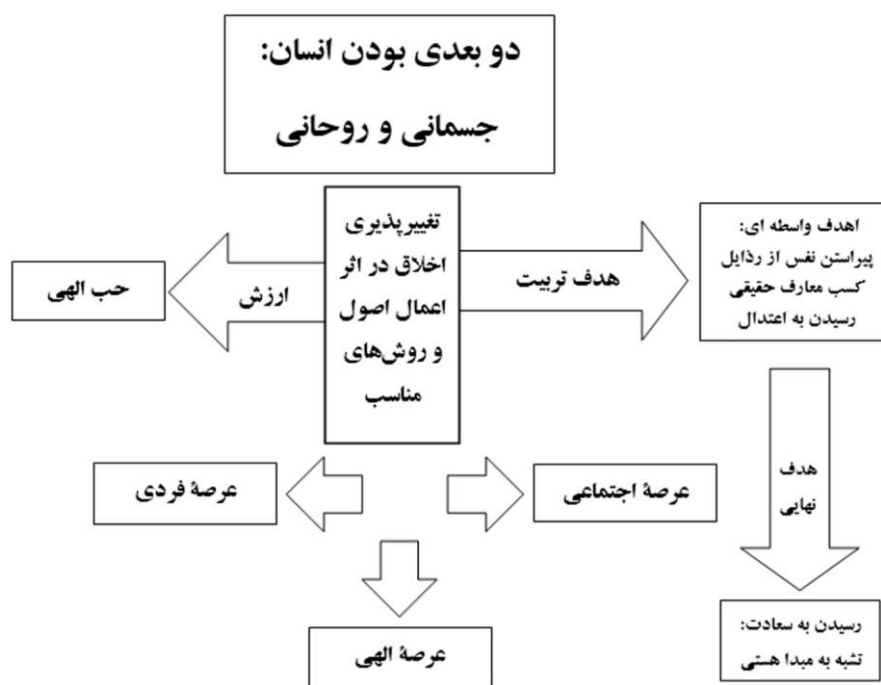 دو بعدی بودن انسان:
جسمانی و روحانی
تغییرپذیری
اخلاق در اثر
اعمال اصول
و روش‌های
مناسب
هدف تربیت
اهدف واسطه ای:
پیراستن نفس از رذایل
کسب معارف حقیقی
رسیدن به اعتدال
ارزش
حب الهی
هدف
نهایی
عرصهٔ اجتماعی
عرصهٔ فردی
عرصهٔ الهی
رسیدن به سعادت:
تشبه به مبدا هستی